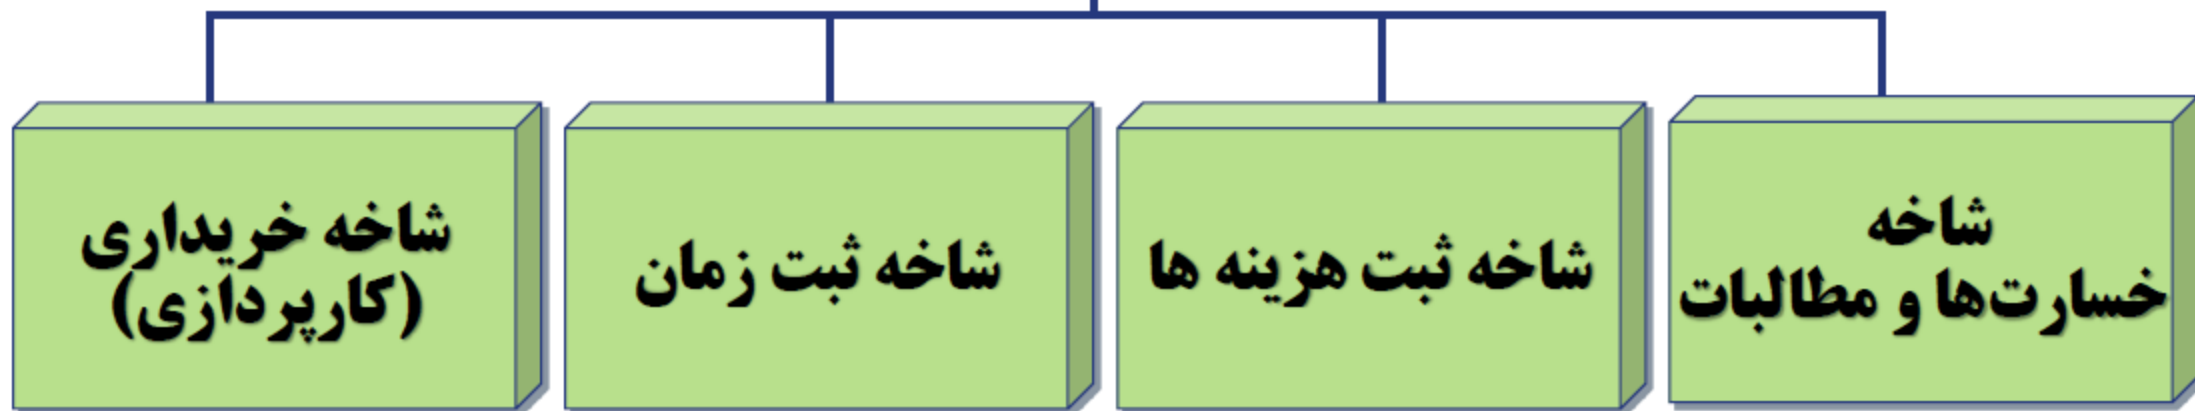 شاخه
خسارت‌ها و مطالبات
شاخه ثبت هزینه ها
شاخه ثبت زمان
شاخه خریداری
(کارپردازی)